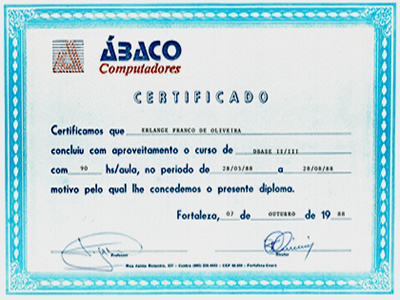 ÁBACO
Computadores
CERTIFICADO
Certificamos que ERLANGE FRANCO DE OLIVEIRA
concluiu com aproveitamento o curso de DBASE II/III
com 90 hs/aula, no período de 28/03/88 a 28/08/88
motivo pelo qual lhe concedemos o presente diploma.
Fortaleza, 07 de OUTUBRO de 19 88
Professor Diretor